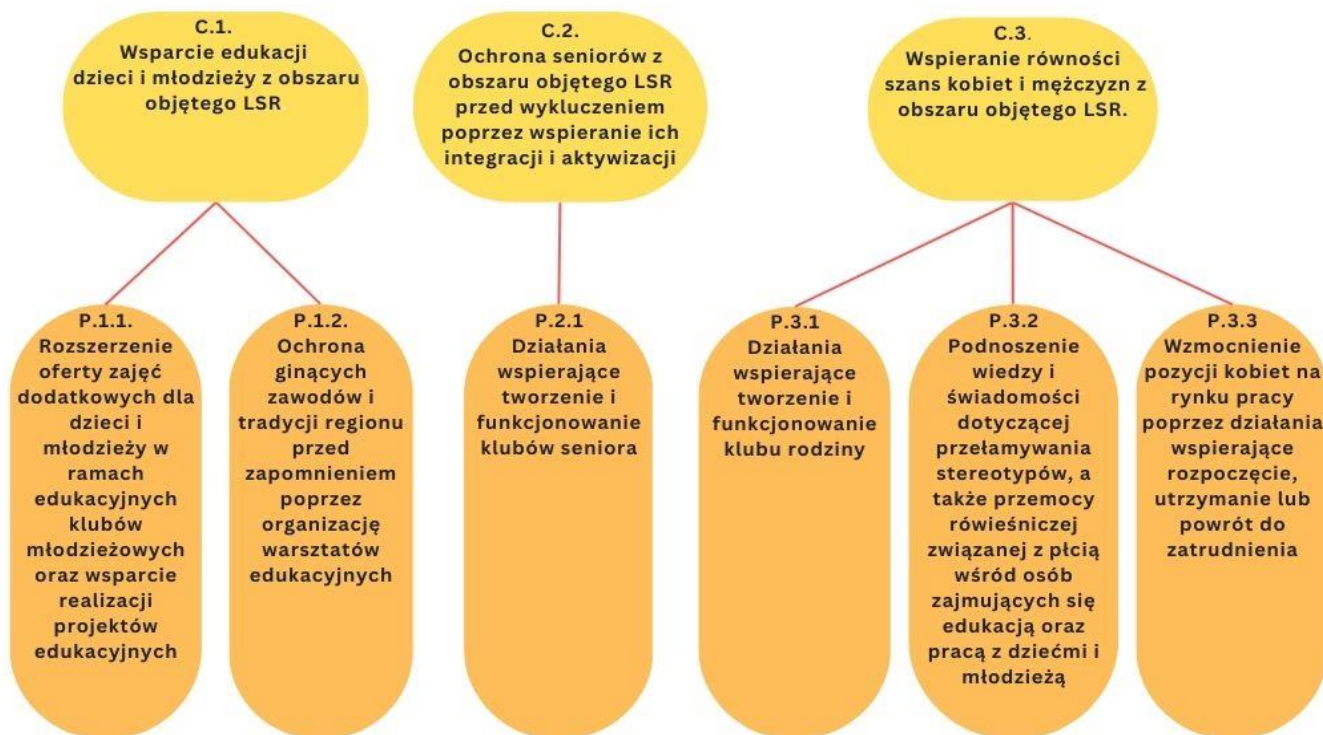 C.1.
Wsparcie edukacji
dzieci i młodzieży z obszaru
objętego LSR
C.2.
Ochrona seniorów z
obszaru objętego LSR
przed wykluczeniem
poprzez wspieranie ich
integracji i aktywizacji
C.3.
Wspieranie równości
szans kobiet i mężczyzn z
obszaru objętego LSR.
P.1.1.
Rozszerzenie
oferty zajęć
dodatkowych dla
dzieci i
młodzieży w
ramach
edukacyjnych
klubów
młodzieżowych
oraz wsparcie
realizacji
projektów
edukacyjnych
P.1.2.
Ochrona
ginących
zawodów i
tradycji regionu
przed
zapomnieniem
poprzez
organizację
warsztatów
edukacyjnych
P.2.1
Działania
wspierające
tworzenie i
funkcjonowanie
klubów seniora
P.3.1
Działania
wspierające
tworzenie i
funkcjonowanie
klubu rodziny
P.3.2
Podnoszenie
wiedzy i
świadomości
dotyczącej
przełamywania
stereotypów, a
także przemocy
rówieśniczej
związanej z płcią
wśród osób
zajmujących się
edukacją oraz
pracą z dziećmi i
młodzieżą
P.3.3
Wzmocnienie
pozycji kobiet na
rynku pracy
poprzez działania
wspierające
rozpoczęcie,
utrzymanie lub
powrót do
zatrudnienia